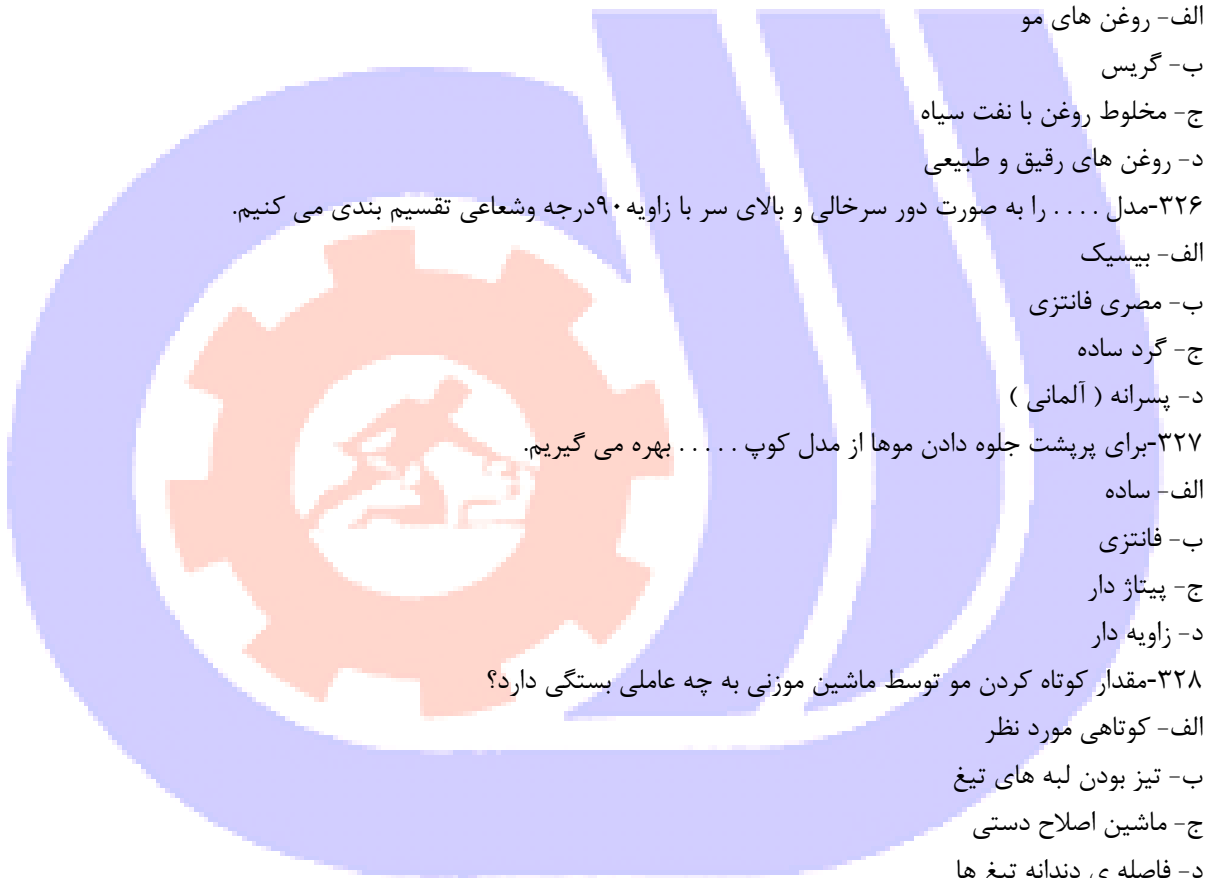 الف- روغن های مو
ب- گریس
ج- مخلوط روغن با نفت سیاه
د- روغن های رقیق و طبیعی
۳۲۶-مدل .... را به صورت دور سرخالی و بالای سر با زاویه ۹۰درجه وشعاعی تقسیم بندی می کنیم.
الف- بیسیک
ب- مصری فانتزی
ج- گرد ساده
د- پسرانه ( آلمانی )
۳۲۷-برای پرپشت جلوه دادن موها از مدل کوپ ..... بهره می گیریم.
الف- ساده
ب- فانتزی
ج- پیتاژ دار
د- زاویه دار
۳۲۸-مقدار کوتاه کردن مو توسط ماشین موزنی به چه عاملی بستگی دارد؟
الف- کوتاهی مورد نظر
ب- تیز بودن لبه های تیغ
ج- ماشین اصلاح دستی
د- فاصله ی دندانه تیغ ها